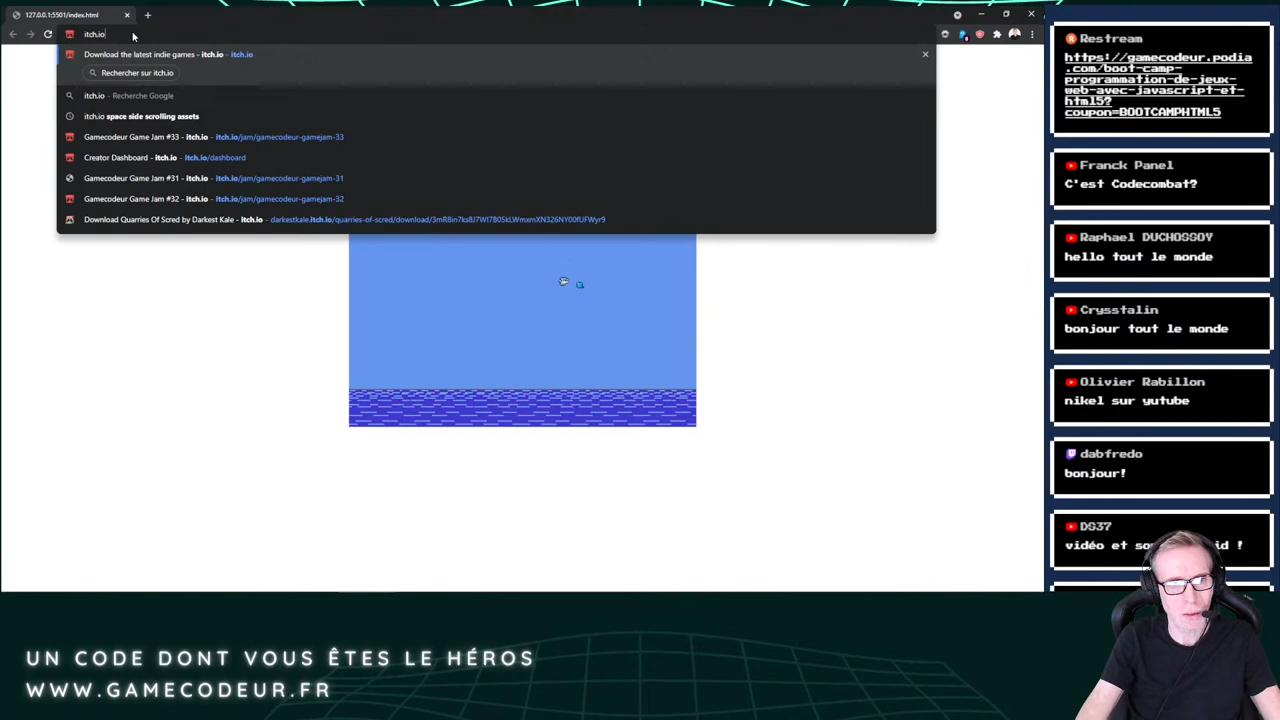 127.0.0.1:5501/index.html
itch.io
Download the latest indie games - itch.io - itch.io
Rechercher sur itch.io
itch.io - Recherche Google
itch.io space side scrolling assets
Gamecodeur Game Jam #33 - itch.io - itch.io/jam/gamecodeur-gamejam-33
Creator Dashboard - itch.io - itch.io/dashboard
Gamecodeur Game Jam #31 - itch.io - itch.io/jam/gamecodeur-gamejam-31
Gamecodeur Game Jam #32 - itch.io - itch.io/jam/gamecodeur-gamejam-32
Download Quarries Of Scred by Darkest Kale - itch.io -
Restream
https://gamecodeur.podia
.com/boot-camp-
programmation-de-jeux-
web-avec-javascript-et-
html5?
coupon=BOOTCAMPHTML5
Franck Panel
C'est Codecombat?
Raphael DUCHOSSOY
hello tout le monde
Crysstalin
bonjour tout le monde
Olivier Rabillon
nikel sur yutube
dabfredo
bonjour!
DS37
vidéo et id !
UN CODE DONT VOUS ÊTES LE HÉROS
WWW.GAMECODEUR.FR